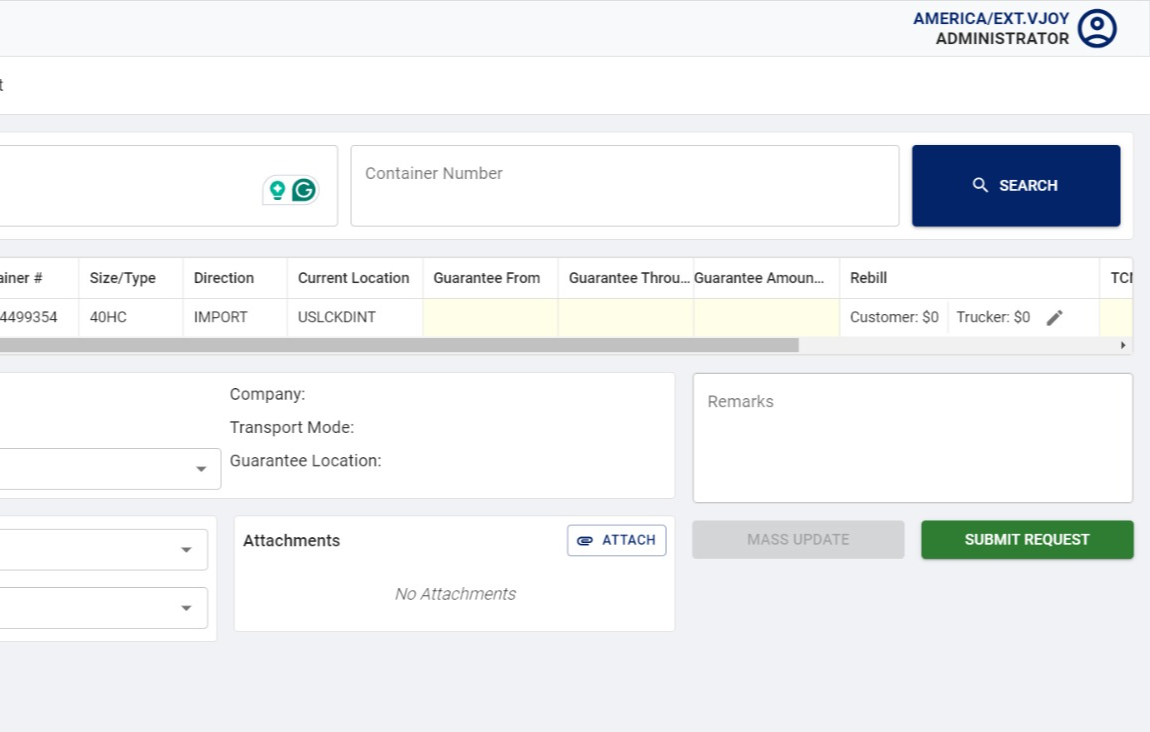 AMERICA/EXT.VJOY
ADMINISTRATOR
t
Container Number
SEARCH
ainer # Size/Type Direction Current Location Guarantee From Guarantee Throu... Guarantee Amoun... Rebill TCN
4499354 40HC IMPORT USLCKDINT Customer: $0 Trucker: $0
Company:
Transport Mode:
Guarantee Location:
Remarks
Attachments ATTACH
No Attachments
MASS UPDATE SUBMIT REQUEST